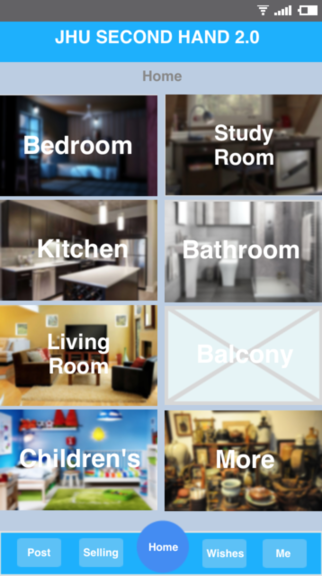 JHU SECOND HAND 2.0
Home
Bedroom
Study
Room
Kitchen
Bathroom
Living
Room
Balcony
Children's
More
Post
Selling
Home
Wishes
Me